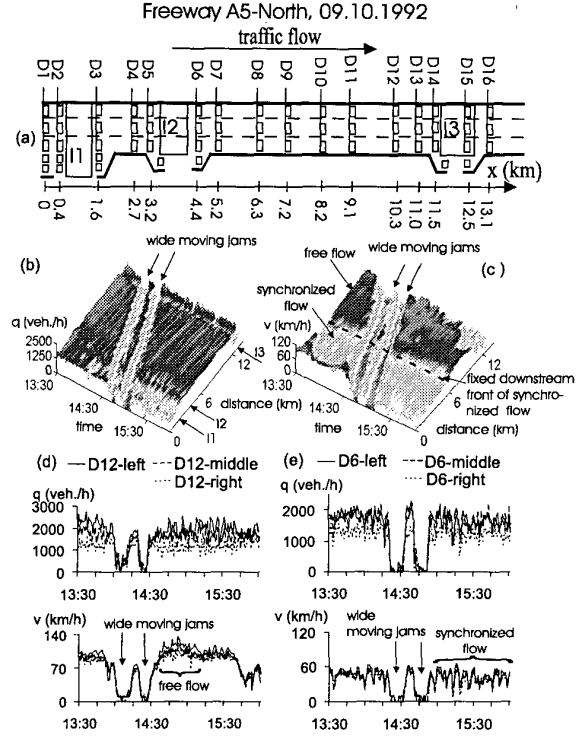 Freeway A5-North, 09.10.1992
traffic flow
D1 D2 D3 D4 D5 D6 D7 D8 D9 D10 D11 D12 D13 D14 D15 D16
(a)
I1 I2 I3
x (km)
0 0.4 1.6 2.7 3.2 4.4 5.2 6.3 7.2 8.2 9.1 10.3 11.0 11.5 12.5 13.1
(b)
wide moving jams
q (veh./h)
2500
1250
0
13:30
14:30
15:30
time
0
6
12
distance (km)
I1
I2
I3
(c)
free flow
wide moving jams
synchronized
flow
v (km/h)
120
60
0
13:30
14:30
15:30
time
0
6
12
distance (km)
fixed downstream
front of synchro-
nized flow
(d) D12-left D12-middle
D12-right
q (veh./h)
3000
2000
1000
0
13:30 14:30 15:30
v (km/h)
140
70
0
wide moving jams
free flow
13:30 14:30 15:30
(e) D6-left D6-middle
D6-right
q (veh./h)
2000
1000
0
13:30 14:30 15:30
v (km/h)
120
60
0
wide
moving jams
synchronized
flow
13:30 14:30 15:30